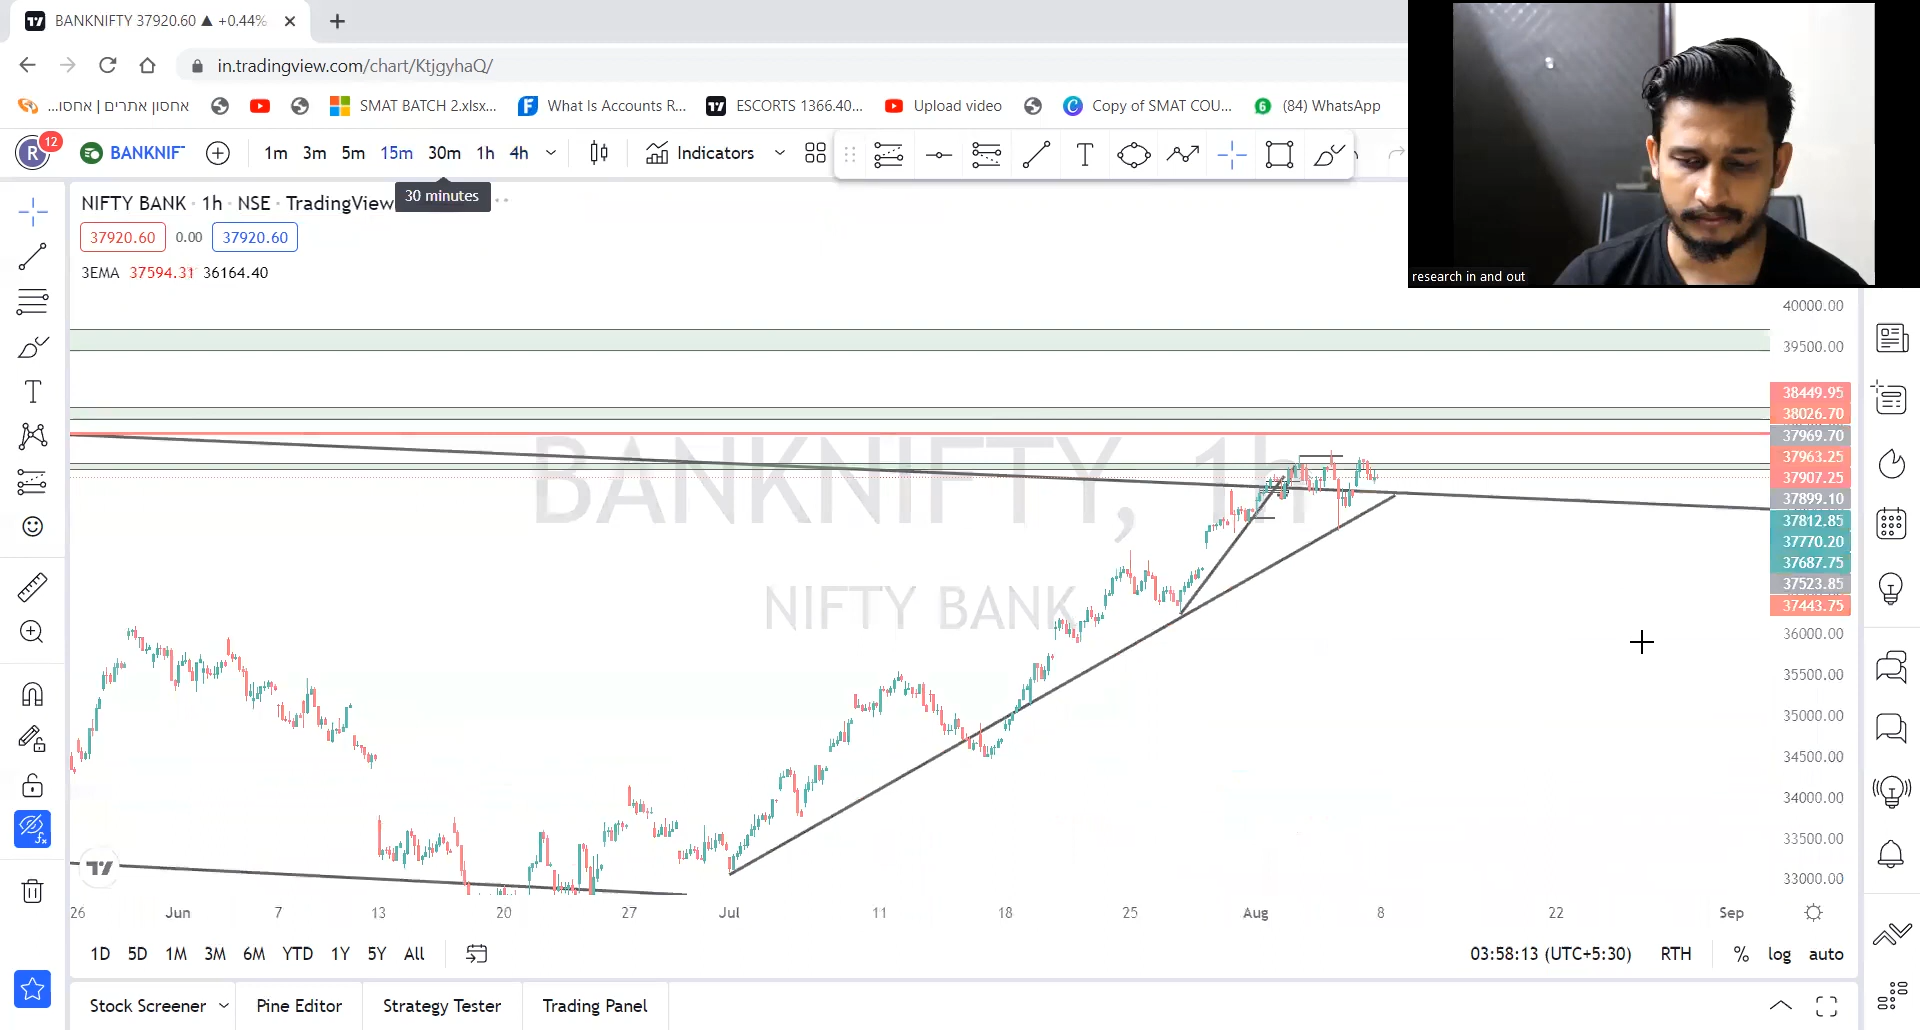 BANKNIFTY 37920.60 ▲ +0.44%
in.tradingview.com/chart/KtjgyhaQ/
אחסון אתרים | אחסו...
SMAT BATCH 2.xlsx...
What Is Accounts R...
ESCORTS 1366.40...
Upload video
Copy of SMAT COU...
(84) WhatsApp
R 12
BANKNIF
1m 3m 5m 15m 30m 1h 4h
Indicators
T
30 minutes
NIFTY BANK · 1h · NSE · TradingView
37920.60 0.00 37920.60
3EMA 37594.31 36164.40
research in and out
BANKNIFTY, 1h
NIFTY BANK
40000.00
39500.00
38449.95
38026.70
37969.70
37963.25
37907.25
37899.10
37812.85
37770.20
37687.75
37523.85
37443.75
36000.00
35500.00
35000.00
34500.00
34000.00
33500.00
33000.00
26 Jun 7 13 20 27 Jul 11 18 25 Aug 8 22 Sep
1D 5D 1M 3M 6M YTD 1Y 5Y All
03:58:13 (UTC+5:30) RTH % log auto
Stock Screener Pine Editor Strategy Tester Trading Panel